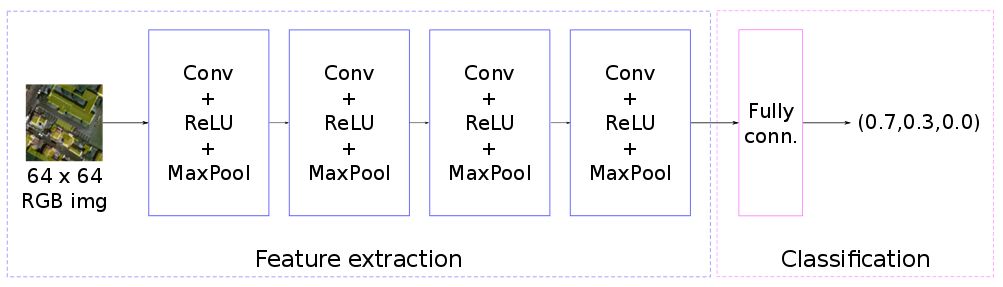 64 x 64
RGB img
Conv
+
ReLU
+
MaxPool
Conv
+
ReLU
+
MaxPool
Conv
+
ReLU
+
MaxPool
Conv
+
ReLU
+
MaxPool
Fully
conn.
(0.7,0.3,0.0)
Feature extraction
Classification